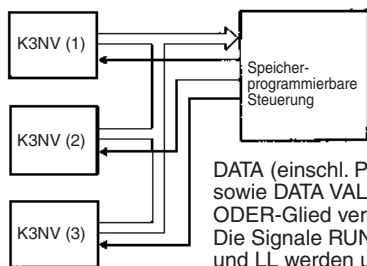 K3NV (1)
K3NV (2)
K3NV (3)
Speicher-
programmierbare
Steuerung
DATA (einschl. P
sowie DATA VAL
ODER-Glied ver
Die Signale RUN
und LL werden u